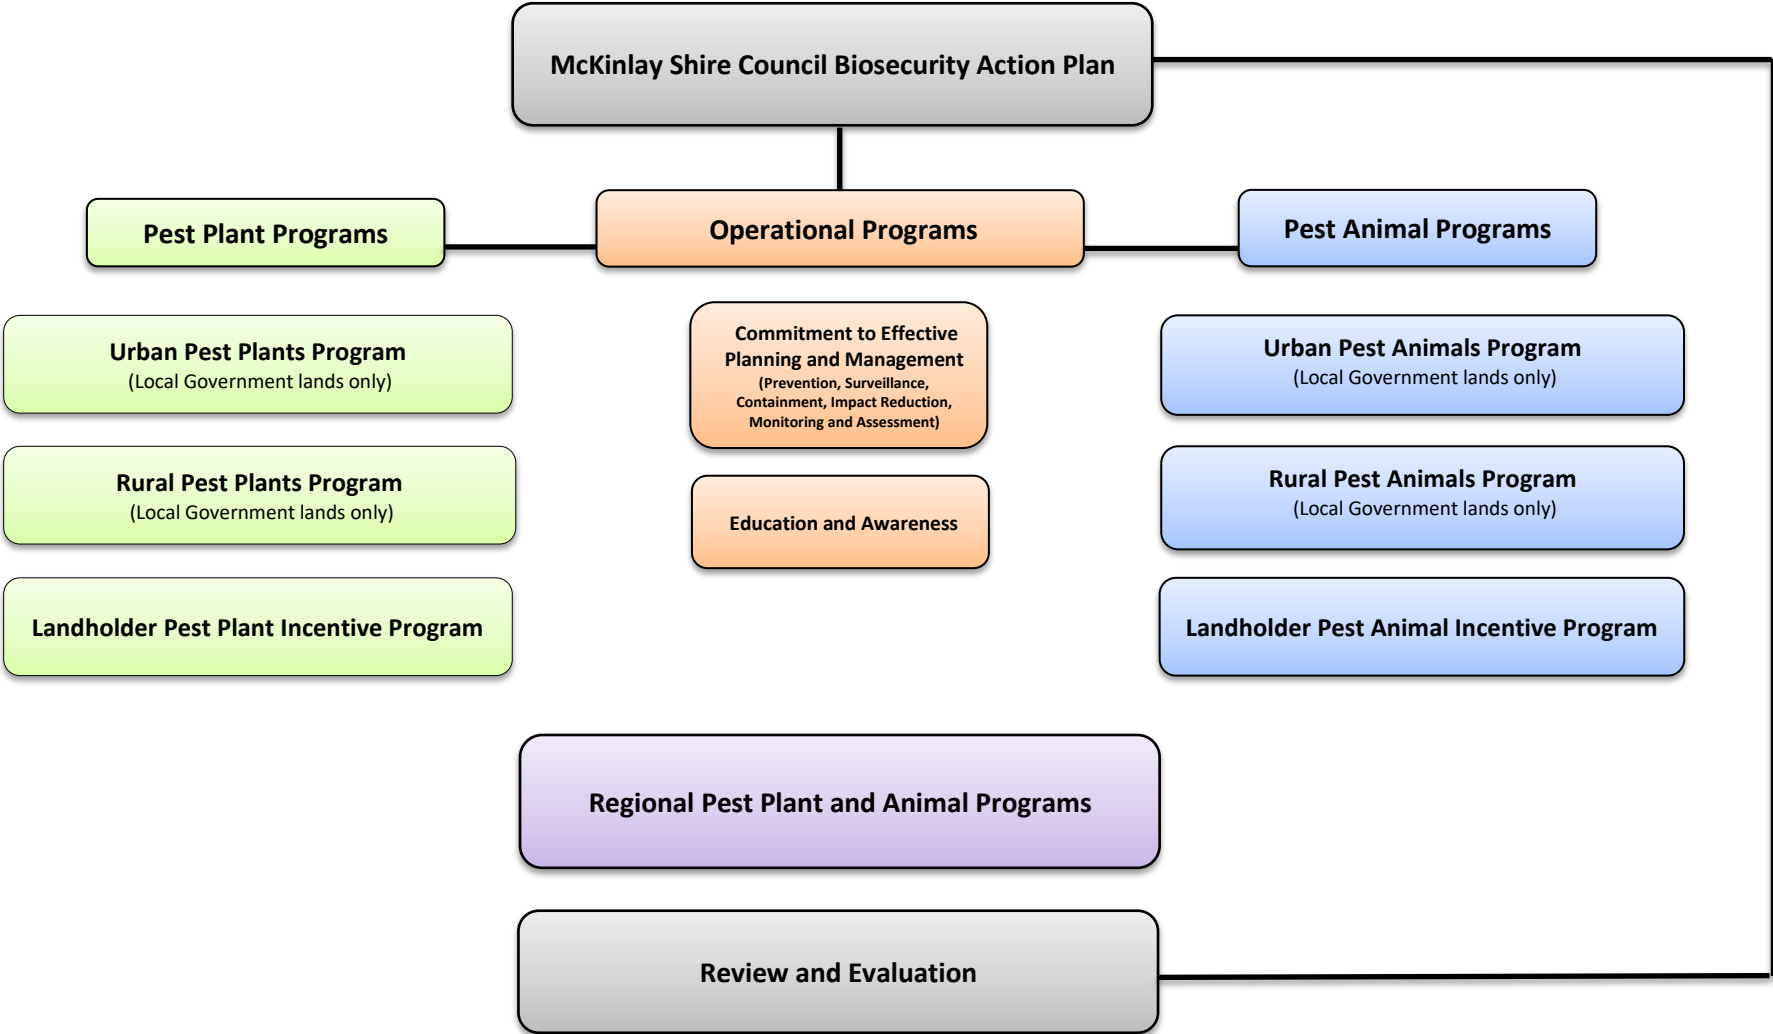 McKinlay Shire Council Biosecurity Action Plan
Pest Plant Programs
Operational Programs
Pest Animal Programs
Urban Pest Plants Program
(Local Government lands only)
Rural Pest Plants Program
(Local Government lands only)
Landholder Pest Plant Incentive Program
Commitment to Effective
Planning and Management
(Prevention, Surveillance,
Containment, Impact Reduction,
Monitoring and Assessment)
Education and Awareness
Urban Pest Animals Program
(Local Government lands only)
Rural Pest Animals Program
(Local Government lands only)
Landholder Pest Animal Incentive Program
Regional Pest Plant and Animal Programs
Review and Evaluation